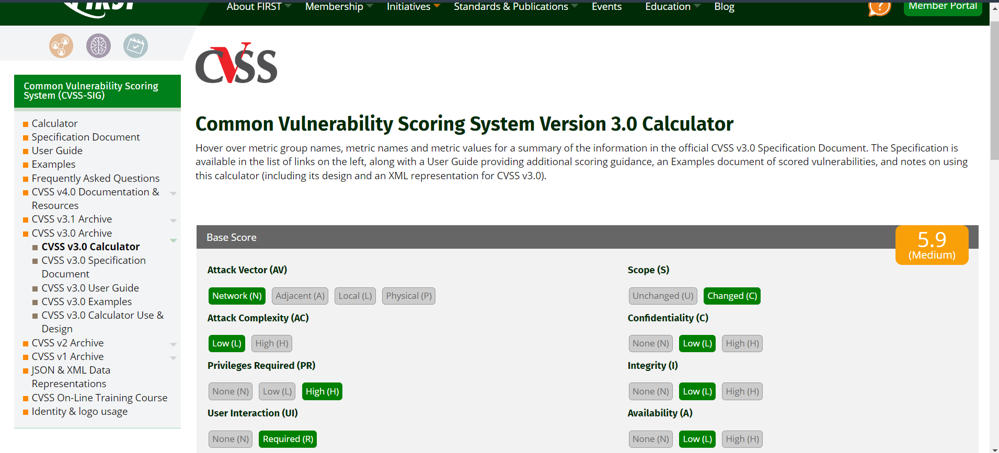 FIRST
About FIRST
Membership
Initiatives
Standards & Publications
Events
Education
Blog
?
Member Portal
Common Vulnerability Scoring
System (CVSS-SIG)
Calculator
Specification Document
User Guide
Examples
Frequently Asked Questions
CVSS v4.0 Documentation &
Resources
CVSS v3.1 Archive
CVSS v3.0 Archive
CVSS v3.0 Calculator
CVSS v3.0 Specification
Document
CVSS v3.0 User Guide
CVSS v3.0 Examples
CVSS v3.0 Calculator Use &
Design
CVSS v2 Archive
CVSS v1 Archive
JSON & XML Data
Representations
CVSS On-Line Training Course
Identity & logo usage
CVSS
Common Vulnerability Scoring System Version 3.0 Calculator
Hover over metric group names, metric names and metric values for a summary of the information in the official CVSS v3.0 Specification Document. The Specification is
available in the list of links on the left, along with a User Guide providing additional scoring guidance, an Examples document of scored vulnerabilities, and notes on using
this calculator (including its design and an XML representation for CVSS v3.0).
Base Score
5.9
(Medium)
Attack Vector (AV)
Network (N) Adjacent (A) Local (L) Physical (P)
Attack Complexity (AC)
Low (L) High (H)
Privileges Required (PR)
None (N) Low (L) High (H)
User Interaction (UI)
None (N) Required (R)
Scope (S)
Unchanged (U) Changed (C)
Confidentiality (C)
None (N) Low (L) High (H)
Integrity (I)
None (N) Low (L) High (H)
Availability (A)
None (N) Low (L) High (H)